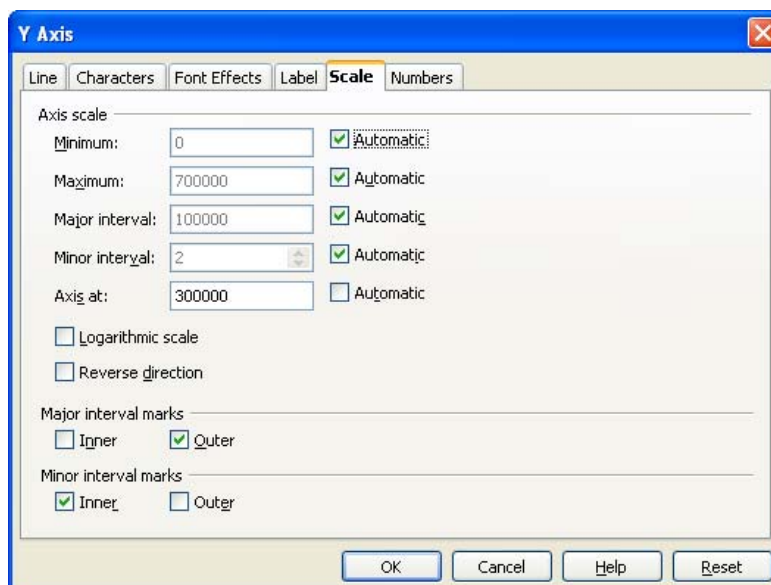 Y Axis
Line Characters Font Effects Label Scale Numbers
Axis scale
Minimum: 0 Automatic
Maximum: 700000 Automatic
Major interval: 100000 Automatic
Minor interval: 2 Automatic
Axis at: 300000 Automatic
Logarithmic scale
Reverse direction
Major interval marks
Inner Outer
Minor interval marks
Inner Outer
OK Cancel Help Reset